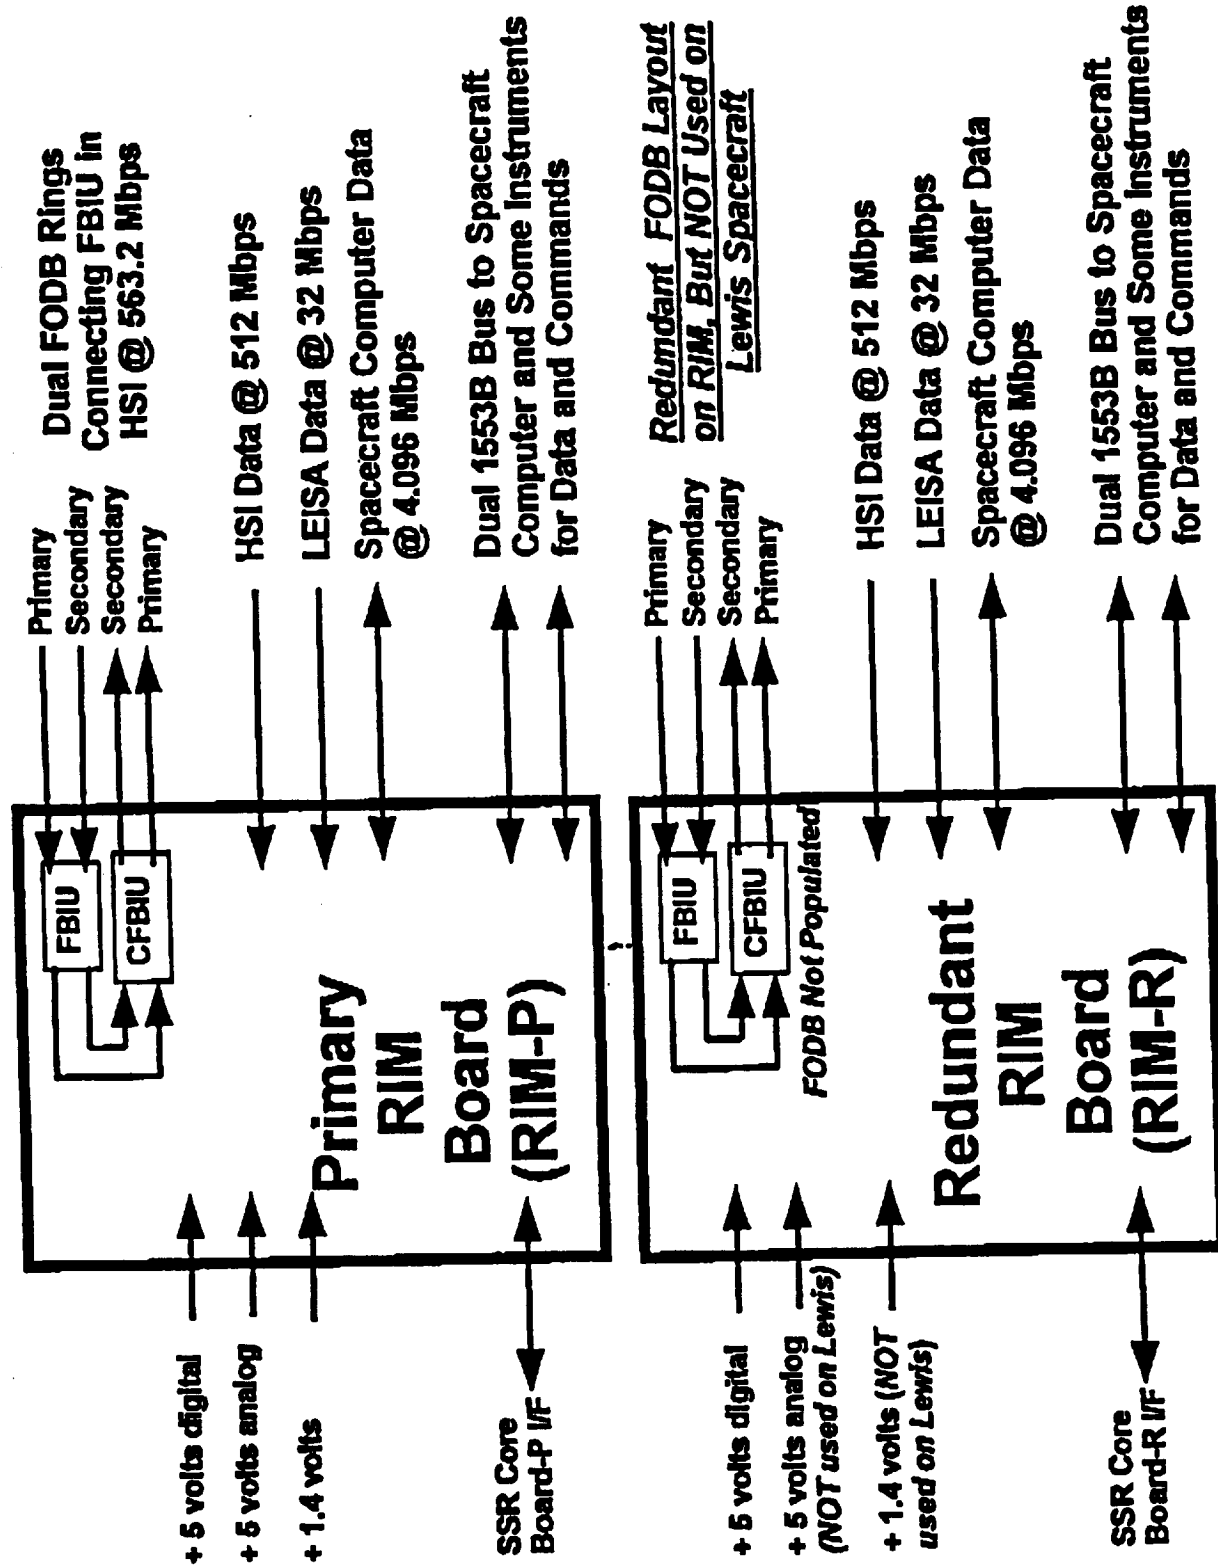 Dual FODB Rings
Connecting FBIU in
HSI @ 563.2 Mbps
Primary
Secondary
Secondary
Primary
HSI Data @ 512 Mbps
LEISA Data @ 32 Mbps
Spacecraft Computer Data
@ 4.096 Mbps
Dual 1553B Bus to Spacecraft
Computer and Some Instruments
for Data and Commands
FBIU
CFBIU
Primary
RIM
Board
(RIM-P)
+ 5 volts digital
+ 5 volts analog
+ 1.4 volts
SSR Core
Board-P I/F
Redundant FODB Layout
on RIM, But NOT Used on
Lewis Spacecraft
Primary
Secondary
Secondary
Primary
HSI Data @ 512 Mbps
LEISA Data @ 32 Mbps
Spacecraft Computer Data
@ 4.096 Mbps
Dual 1553B Bus to Spacecraft
Computer and Some Instruments
for Data and Commands
FBIU
CFBIU
FODB Not Populated
Redundant
RIM
Board
(RIM-R)
+ 5 volts digital
+ 5 volts analog
(NOT used on Lewis)
+ 1.4 volts (NOT
used on Lewis)
SSR Core
Board-R I/F